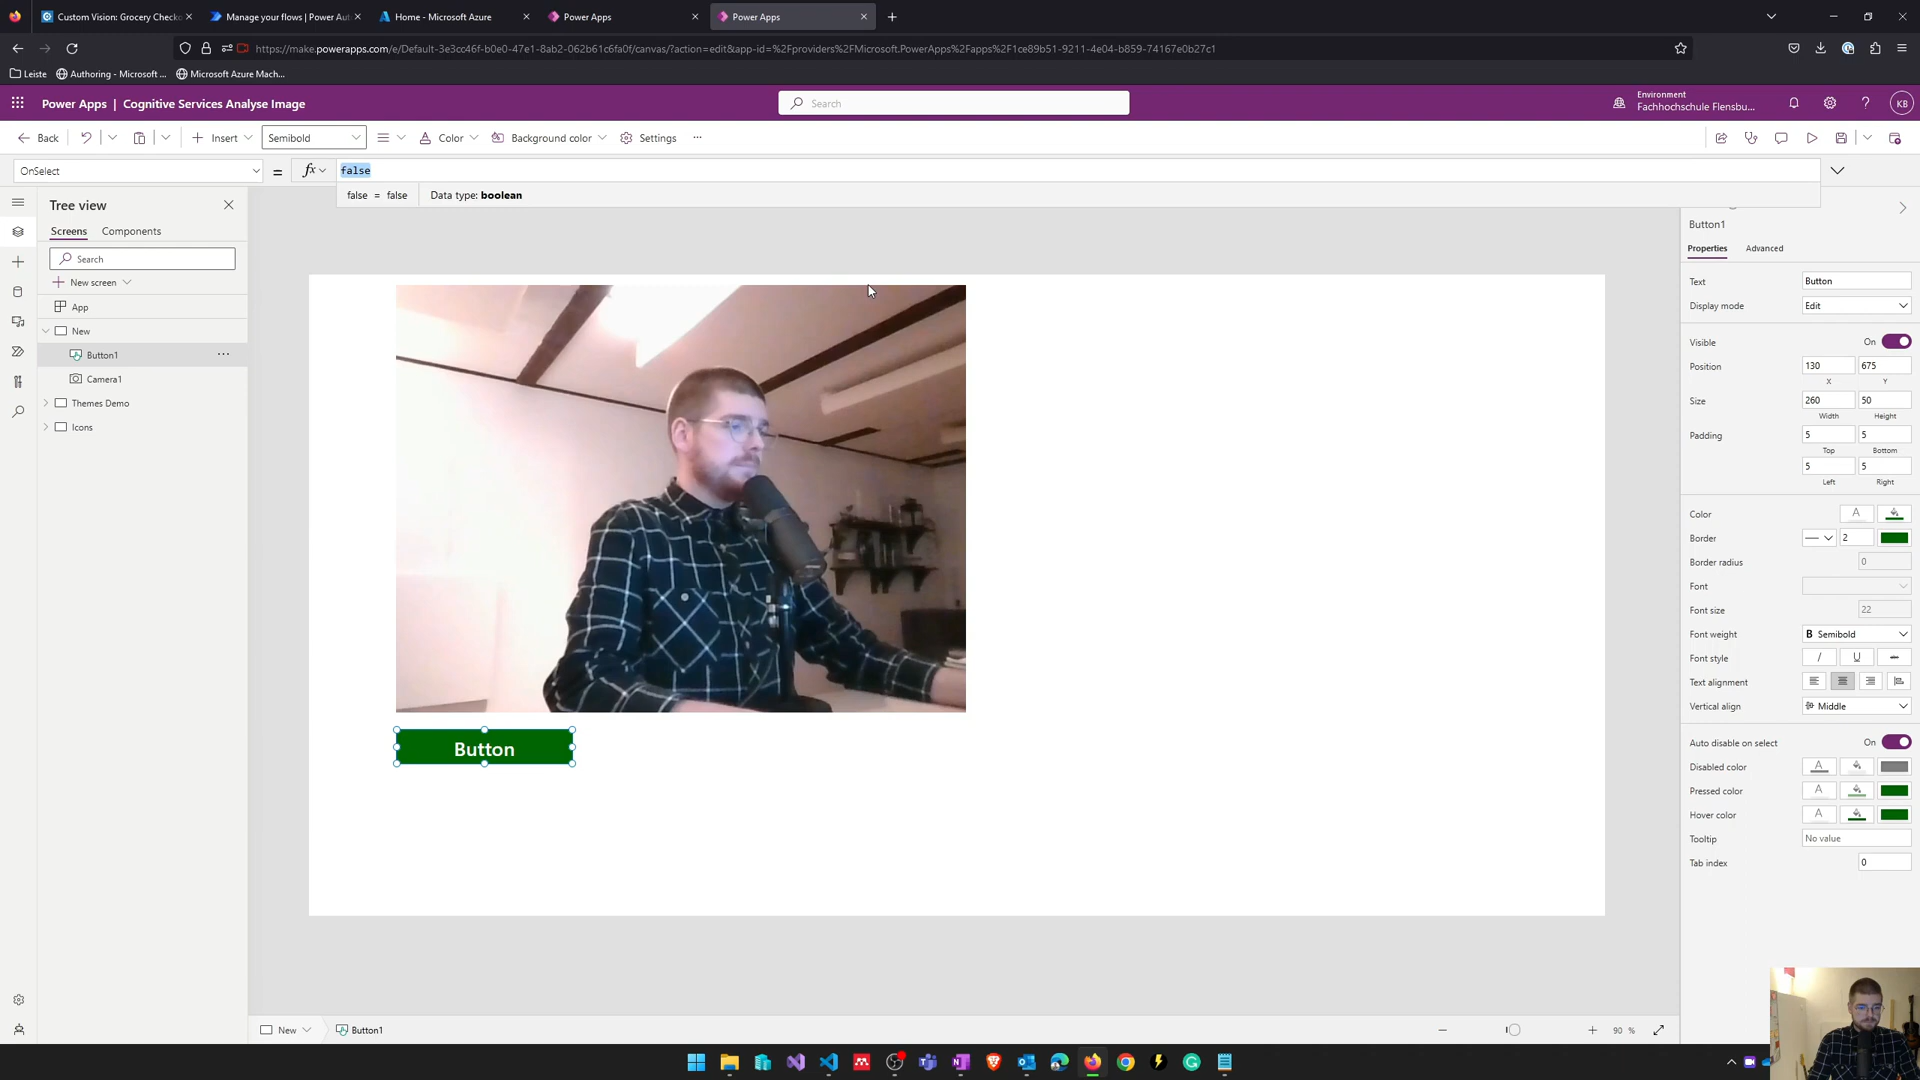 Custom Vision: Grocery Checko
Manage your flows | Power Aut
Home - Microsoft Azure
Power Apps
Power Apps
https://make.powerapps.com/e/Default-3e3cc46f-b0e0-47e1-8ab2-062b61c6fa0f/canvas/?action=edit&app-id=%2Fproviders%2FMicrosoft.PowerApps%2Fapps%2F1ce89b51-9211-4e04-b859-74167e0b27c1
Leiste
Authoring - Microsoft ...
Microsoft Azure Mach...
Power Apps | Cognitive Services Analyse Image
Search
Environment
Fachhochschule Flensbu...
KB
Back
Insert
Semibold
Color
Background color
Settings
OnSelect
= fx
false
false = false
Data type: boolean
Tree view
Screens
Components
Search
New screen
App
New
Button1
Camera1
Themes Demo
Icons
Button
Button1
Properties
Advanced
Text
Button
Display mode
Edit
Visible
On
Position
130
675
X
Y
Size
260
50
Width
Height
Padding
5
5
Top
Bottom
5
5
Left
Right
Color
Border
2
Border radius
0
Font
Font size
22
Font weight
B Semibold
Font style
Text alignment
Vertical align
Middle
Auto disable on select
On
Disabled color
Pressed color
Hover color
Tooltip
No value
Tab index
0
New
Button1
90 %